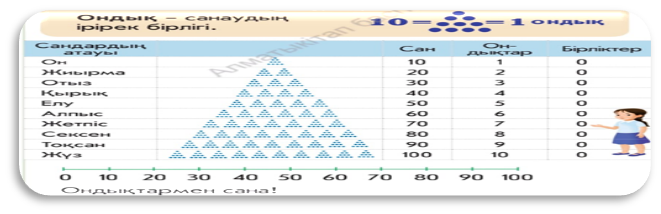 Ондық – санаудың
ірірек бірлігі.
10 = = 1 ондық
Алматыкітап
Сандардың атауы Сан Он-дықтар Бірліктер
Он 10 1 0
Жиырма 20 2 0
Отыз 30 3 0
Қырық 40 4 0
Елу 50 5 0
Алпыс 60 6 0
Жетпіс 70 7 0
Сексен 80 8 0
Тоқсан 90 9 0
Жүз 100 10 0
0 10 20 30 40 50 60 70 80 90 100
Ондықтармен сана!